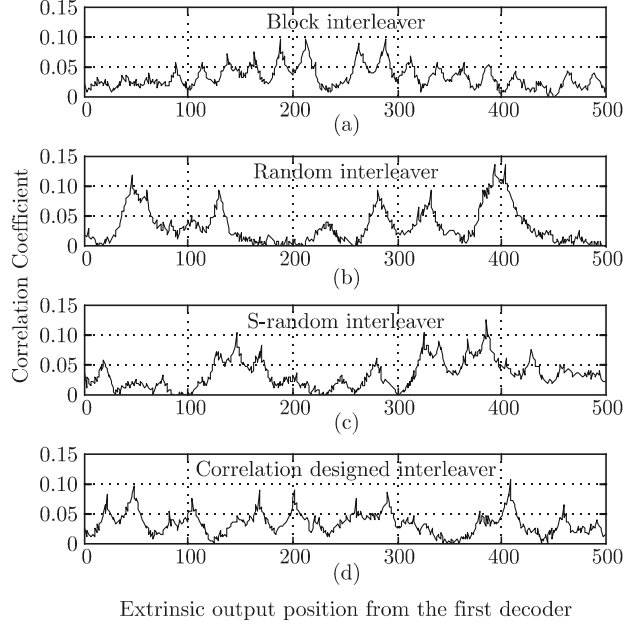 0.15
Block interleaver
0.10
0.05
0
0 100 200 300 400 500
(a)
0.15
Random interleaver
0.10
0.05
0
0 100 200 300 400 500
(b)
Correlation Coefficient
0.15
S-random interleaver
0.10
0.05
0
0 100 200 300 400 500
(c)
0.15
Correlation designed interleaver
0.10
0.05
0
0 100 200 300 400 500
(d)
Extrinsic output position from the first decoder